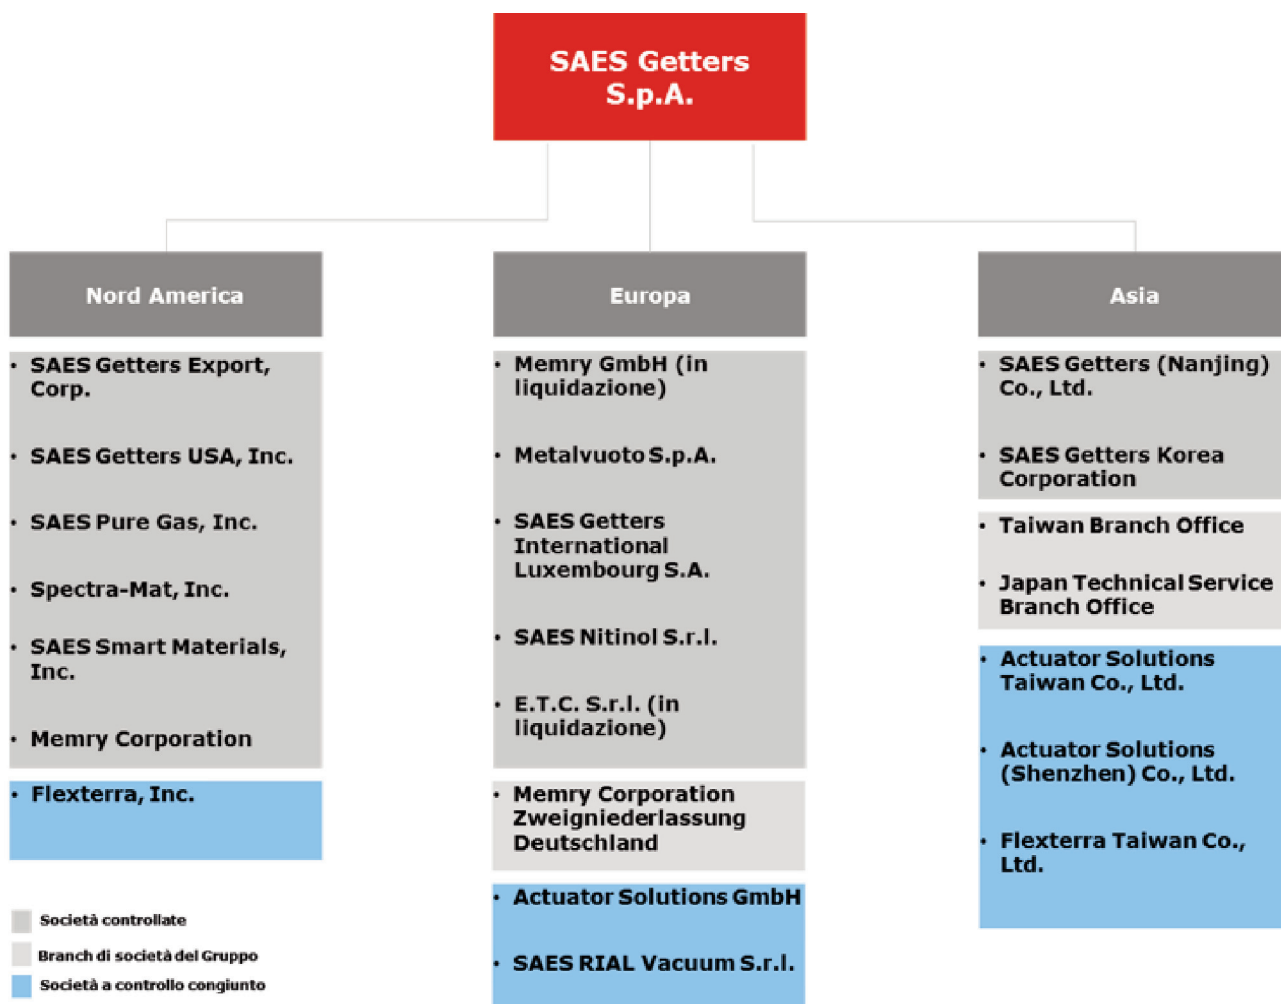 SAES Getters
S.p.A.
Nord America
• SAES Getters Export,
Corp.
• SAES Getters USA, Inc.
• SAES Pure Gas, Inc.
• Spectra-Mat, Inc.
• SAES Smart Materials,
Inc.
• Memry Corporation
• Flexterra, Inc.
Europa
• Memry GmbH (in
liquidazione)
• Metalvuoto S.p.A.
• SAES Getters
International
Luxembourg S.A.
• SAES Nitinol S.r.l.
• E.T.C. S.r.l. (in
liquidazione)
• Memry Corporation
Zweigniederlassung
Deutschland
• Actuator Solutions GmbH
• SAES RIAL Vacuum S.r.l.
Asia
• SAES Getters (Nanjing)
Co., Ltd.
• SAES Getters Korea
Corporation
• Taiwan Branch Office
• Japan Technical Service
Branch Office
• Actuator Solutions
Taiwan Co., Ltd.
• Actuator Solutions
(Shenzhen) Co., Ltd.
• Flexterra Taiwan Co.,
Ltd.
Società controllate
Branch di società del Gruppo
Società a controllo congiunto